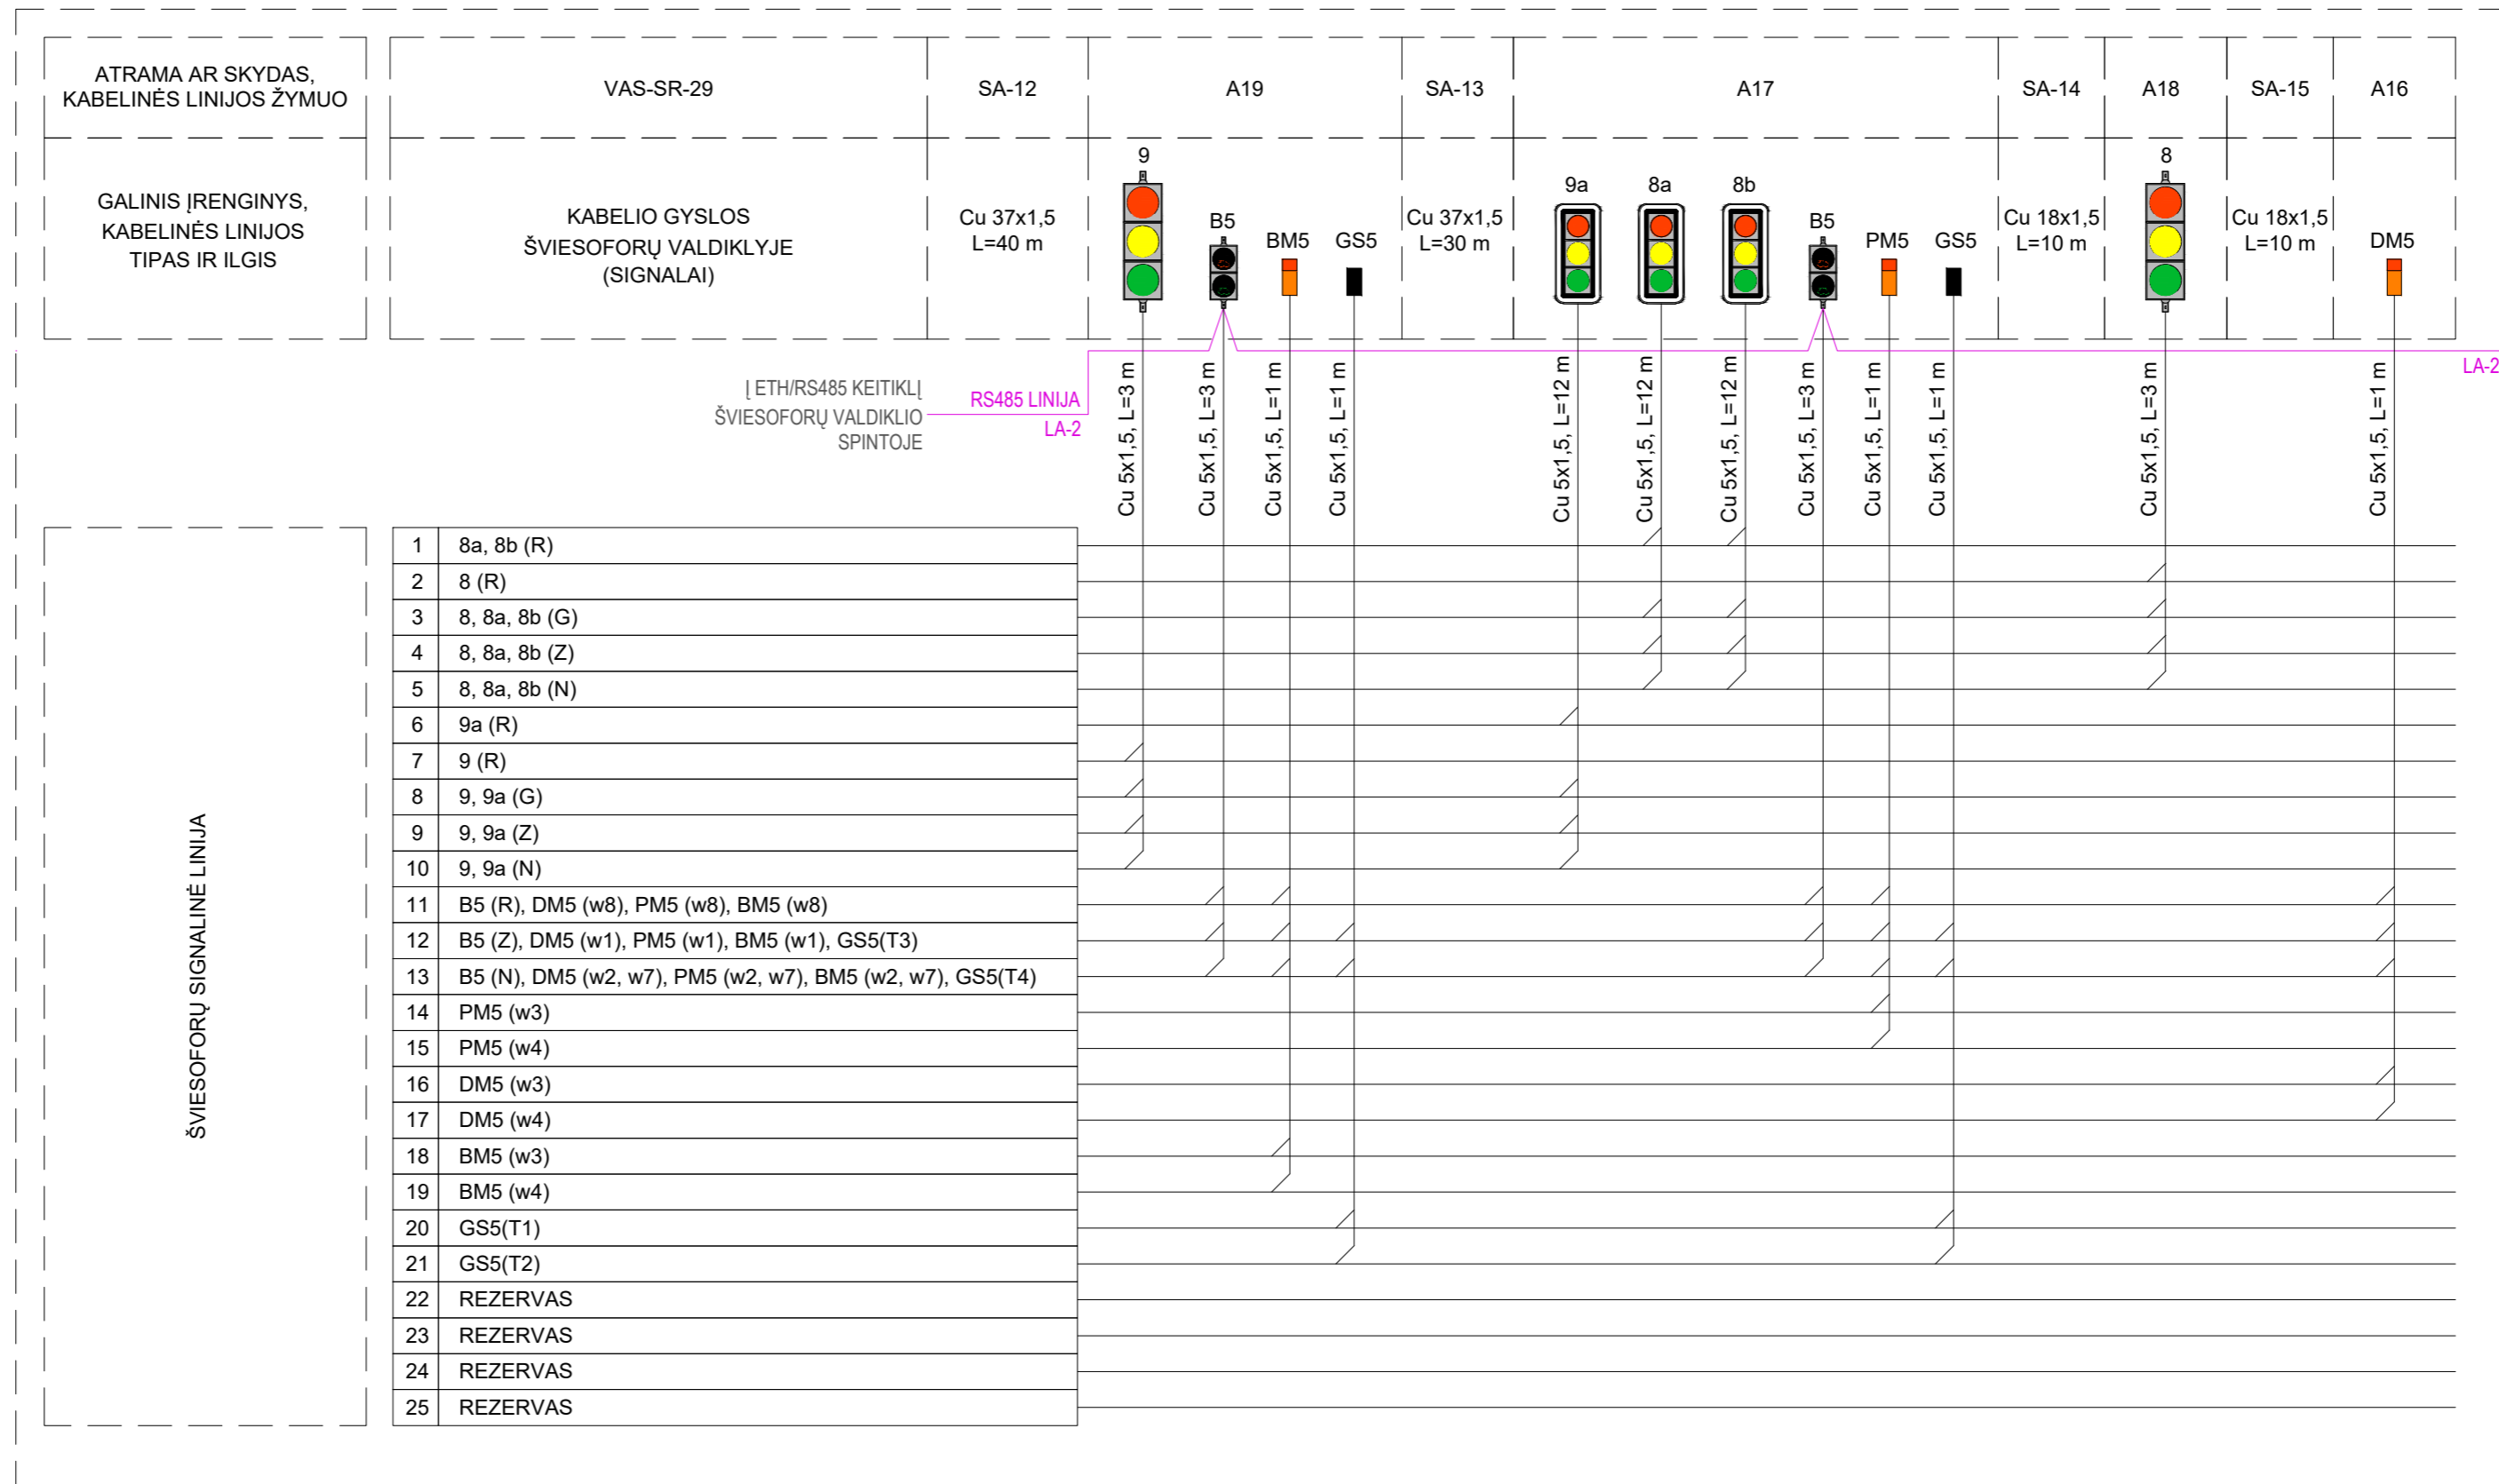 ATRAMA AR SKYDAS,
KABELINĖS LINIJOS ŽYMUO
VAS-SR-29
SA-12
A19
SA-13
A17
SA-14
A18
SA-15
A16
GALINIS ĮRENGINYS,
KABELINĖS LINIJOS
TIPAS IR ILGIS
KABELIO GYSLOS
ŠVIESOFORŲ VALDIKLYJE
(SIGNALAI)
Cu 37x1,5
L=40 m
9
B5
BM5
GS5
Cu 37x1,5
L=30 m
9a
8a
8b
B5
PM5
GS5
Cu 18x1,5
L=10 m
8
Cu 18x1,5
L=10 m
DM5
Į ETH/RS485 KEITIKLĮ
ŠVIESOFORŲ VALDIKLIO
SPINTOJE
RS485 LINIJA
LA-2
LA-2
Cu 5x1,5, L=3 m
Cu 5x1,5, L=3 m
Cu 5x1,5, L=1 m
Cu 5x1,5, L=1 m
Cu 5x1,5, L=12 m
Cu 5x1,5, L=12 m
Cu 5x1,5, L=12 m
Cu 5x1,5, L=3 m
Cu 5x1,5, L=1 m
Cu 5x1,5, L=1 m
Cu 5x1,5, L=3 m
Cu 5x1,5, L=1 m
ŠVIESOFORŲ SIGNALINĖ LINIJA
1 8a, 8b (R)
2 8 (R)
3 8, 8a, 8b (G)
4 8, 8a, 8b (Z)
5 8, 8a, 8b (N)
6 9a (R)
7 9 (R)
8 9, 9a (G)
9 9, 9a (Z)
10 9, 9a (N)
11 B5 (R), DM5 (w8), PM5 (w8), BM5 (w8)
12 B5 (Z), DM5 (w1), PM5 (w1), BM5 (w1), GS5(T3)
13 B5 (N), DM5 (w2, w7), PM5 (w2, w7), BM5 (w2, w7), GS5(T4)
14 PM5 (w3)
15 PM5 (w4)
16 DM5 (w3)
17 DM5 (w4)
18 BM5 (w3)
19 BM5 (w4)
20 GS5(T1)
21 GS5(T2)
22 REZERVAS
23 REZERVAS
24 REZERVAS
25 REZERVAS